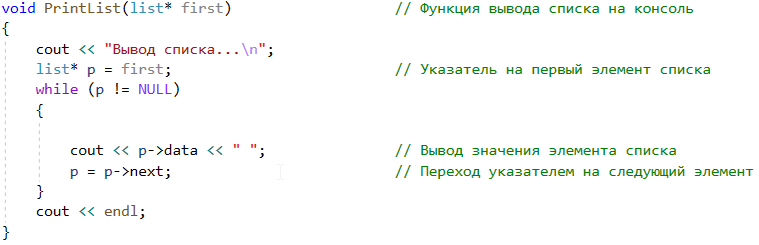 void PrintList(list* first) // Функция вывода списка на консоль
{
cout << "Вывод списка...\n";
list* p = first; // Указатель на первый элемент списка
while (p != NULL)
{
cout << p->data << " "; // Вывод значения элемента списка
p = p->next; // Переход указателем на следующий элемент
}
cout << endl;
}